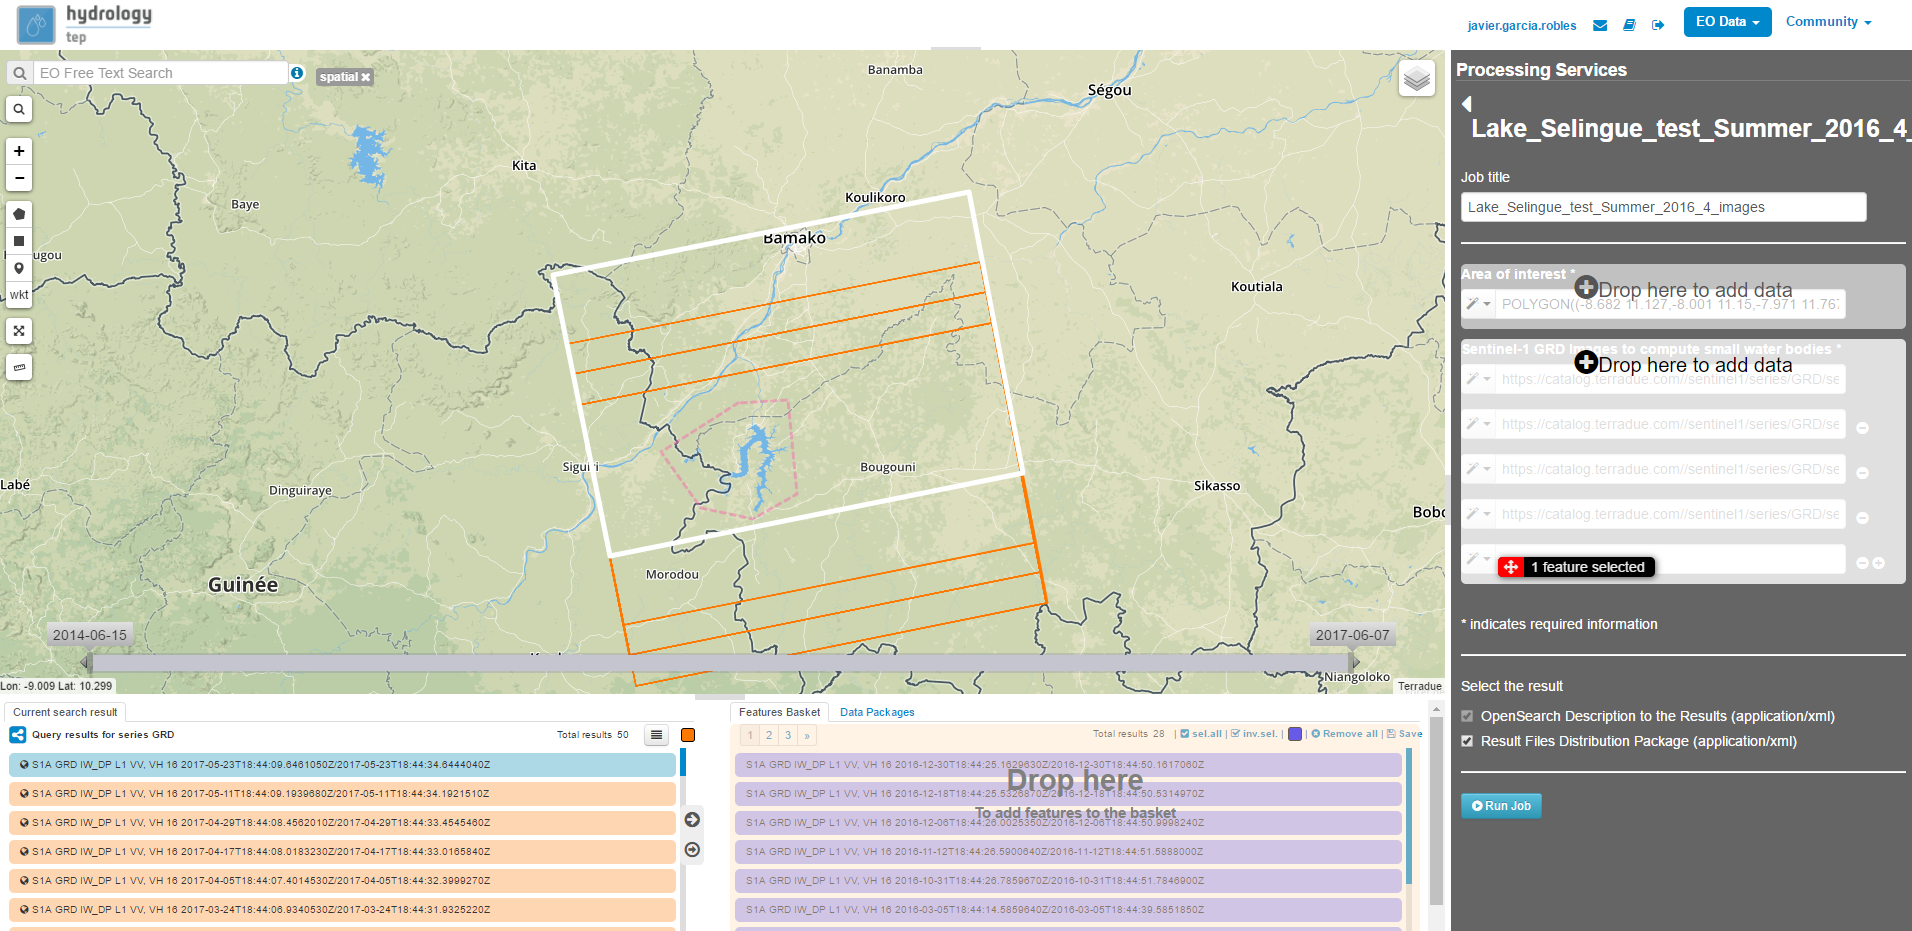 hydrology
tep
javier.garcia.robles
EO Data
Community
EO Free Text Search
spatial
wkt
Banamba
Ségou
Kita
Baye
Koulikoro
Bamako
Koutiala
Bougouni
Sikasso
Labé
Dinguiraye
Morodou
Guinée
Niangoloko
2014-06-15
2017-06-07
Lon: -9.009 Lat: 10.299
Terradue
Processing Services
Lake_Selingue_test_Summer_2016_4_
Job title
Lake_Selingue_test_Summer_2016_4_images
Area of interest *
Drop here to add data
POLYGON((-8.682 11.127,-8.001 11.15,-7.971 11.767
Sentinel-1 GRD Images to compute small water bodies *
Drop here to add data
https://catalog.terradue.com//sentinel1/series/GRD/se
https://catalog.terradue.com//sentinel1/series/GRD/se
https://catalog.terradue.com//sentinel1/series/GRD/se
https://catalog.terradue.com//sentinel1/series/GRD/se
1 feature selected
* indicates required information
Select the result
OpenSearch Description to the Results (application/xml)
Result Files Distribution Package (application/xml)
Run Job
Current search result
Query results for series GRD
Total results 50
S1A GRD IW_DP L1 VV, VH 16 2017-05-23T18:44:09.6461050Z/2017-05-23T18:44:34.6444040Z
S1A GRD IW_DP L1 VV, VH 16 2017-05-11T18:44:09.1939680Z/2017-05-11T18:44:34.1921510Z
S1A GRD IW_DP L1 VV, VH 16 2017-04-29T18:44:08.4562010Z/2017-04-29T18:44:33.4545460Z
S1A GRD IW_DP L1 VV, VH 16 2017-04-17T18:44:08.0183230Z/2017-04-17T18:44:33.0165840Z
S1A GRD IW_DP L1 VV, VH 16 2017-04-05T18:44:07.4014530Z/2017-04-05T18:44:32.3999270Z
S1A GRD IW_DP L1 VV, VH 16 2017-03-24T18:44:06.9340530Z/2017-03-24T18:44:31.9325220Z
Features Basket
Data Packages
1 2 3 »
Total results 28 | sel.all | inv.sel. | | Remove all | Save
S1A GRD IW_DP L1 VV, VH 16 2016-12-30T18:44:25.1629630Z/2016-12-30T18:44:50.1617060Z
Drop here
S1A GRD IW_DP L1 VV, VH 16 2016-12-18T18:44:25.5326870Z/2016-12-18T18:44:50.5314970Z
To add features to the basket
S1A GRD IW_DP L1 VV, VH 16 2016-12-06T18:44:26.0025350Z/2016-12-06T18:44:50.9998240Z
S1A GRD IW_DP L1 VV, VH 16 2016-11-12T18:44:26.5900640Z/2016-11-12T18:44:51.5888000Z
S1A GRD IW_DP L1 VV, VH 16 2016-10-31T18:44:26.7859670Z/2016-10-31T18:44:51.7846900Z
S1A GRD IW_DP L1 VV, VH 16 2016-03-05T18:44:14.5859640Z/2016-03-05T18:44:39.5851850Z